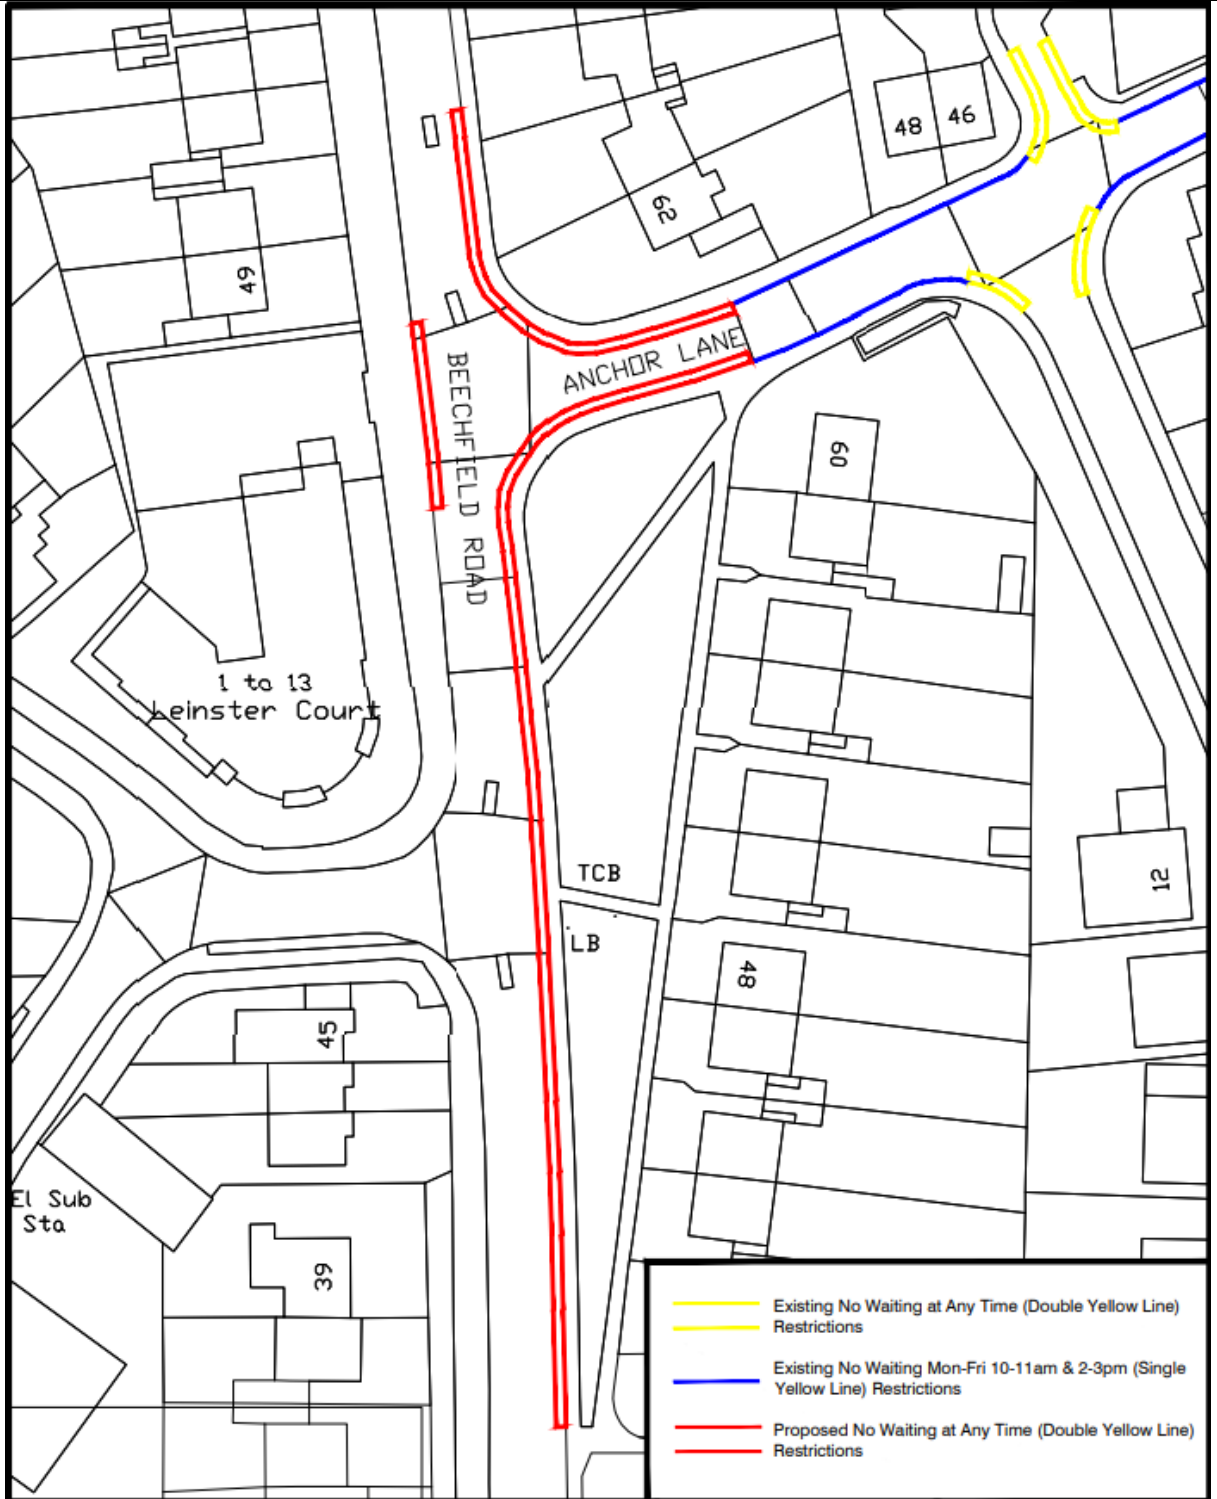 48
46
62
49
ANCHOR LANE
BEECHFIELD ROAD
60
1 to 13
Leinster Court
TCB
12
LB
48
45
El Sub
Sta
39
Existing No Waiting at Any Time (Double Yellow Line)
Restrictions
Existing No Waiting Mon-Fri 10-11am & 2-3pm (Single
Yellow Line) Restrictions
Proposed No Waiting at Any Time (Double Yellow Line)
Restrictions